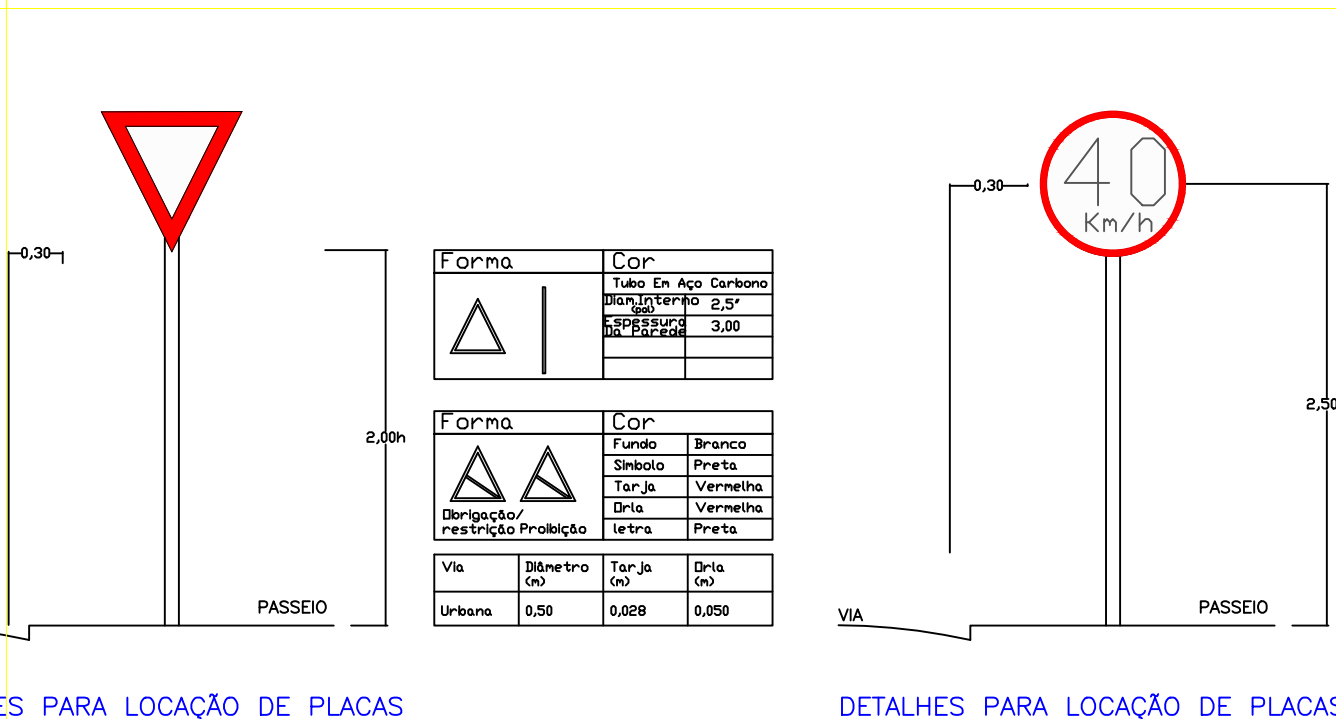 0,30
2,00h
PASSEIO
ES PARA LOCAÇÃO DE PLACAS
Forma Cor
Tubo Em Aço Carbono
Diam.Interno 2,5"
(pol)
Espessura 3,00
Da Parede
Forma Cor
Fundo Branco
Simbolo Preta
Tarja Vermelha
Orla Vermelha
letra Preta
Obrigação/
restrição Proibição
Via Diâmetro Tarja Orla
(m) (m) (m)
Urbana 0,50 0,028 0,050
40
Km/h
0,30
2,50
VIA
PASSEIO
DETALHES PARA LOCAÇÃO DE PLACAS